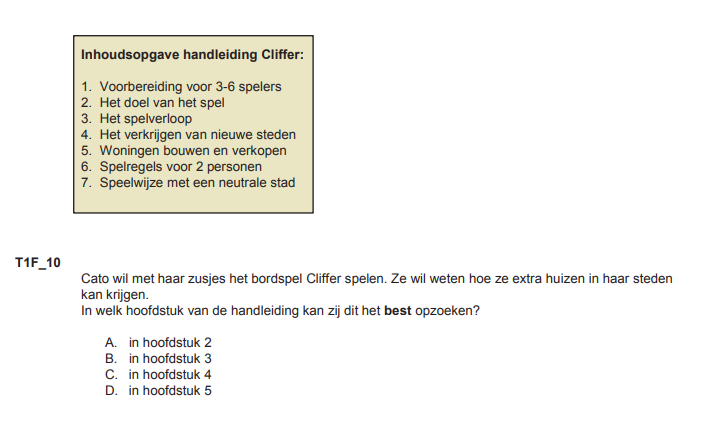 Inhoudsopgave handleiding Cliffer:
1. Voorbereiding voor 3-6 spelers
2. Het doel van het spel
3. Het spelverloop
4. Het verkrijgen van nieuwe steden
5. Woningen bouwen en verkopen
6. Spelregels voor 2 personen
7. Speelwijze met een neutrale stad
T1F_10
Cato wil met haar zusjes het bordspel Cliffer spelen. Ze wil weten hoe ze extra huizen in haar steden
kan krijgen.
In welk hoofdstuk van de handleiding kan zij dit het best opzoeken?
A. in hoofdstuk 2
B. in hoofdstuk 3
C. in hoofdstuk 4
D. in hoofdstuk 5